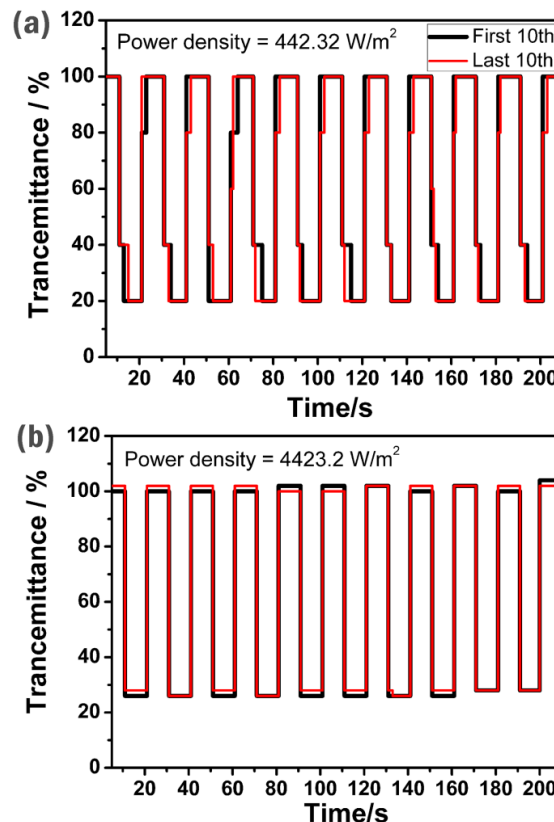 (a)
Power density = 442.32 W/m²
First 10th
Last 10th
120
100
80
60
40
20
0
Trancemittance / %
20 40 60 80 100 120 140 160 180 200
Time/s
(b)
Power density = 4423.2 W/m²
120
100
80
60
40
20
0
Trancemittance / %
20 40 60 80 100 120 140 160 180 200
Time/s